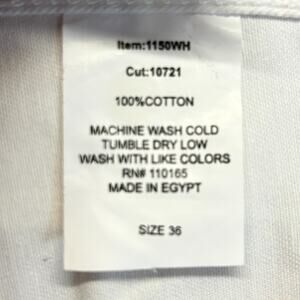 Item:1150WH
Cut:10721
100%COTTON
MACHINE WASH COLD
TUMBLE DRY LOW
WASH WITH LIKE COLORS
RN# 110165
MADE IN EGYPT
SIZE 36